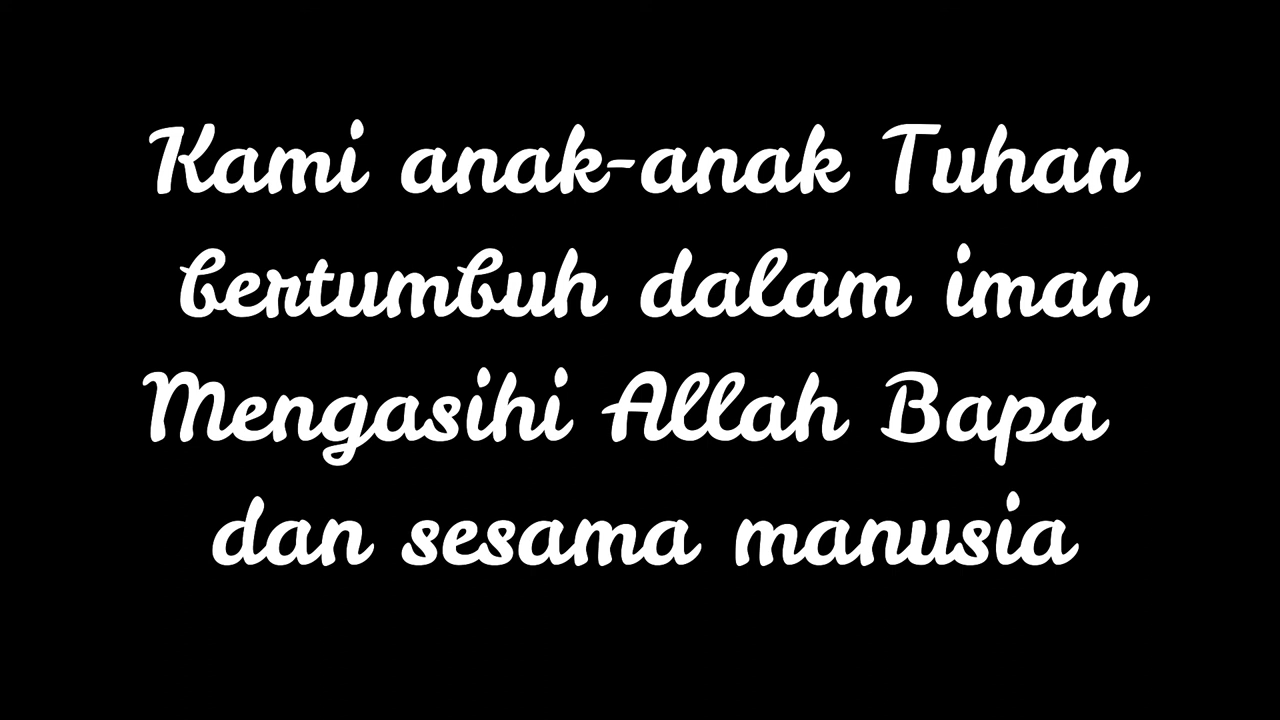 Kami anak-anak Tuhan
bertumbuh dalam iman
Mengasihi Allah Bapa
dan sesama manusia